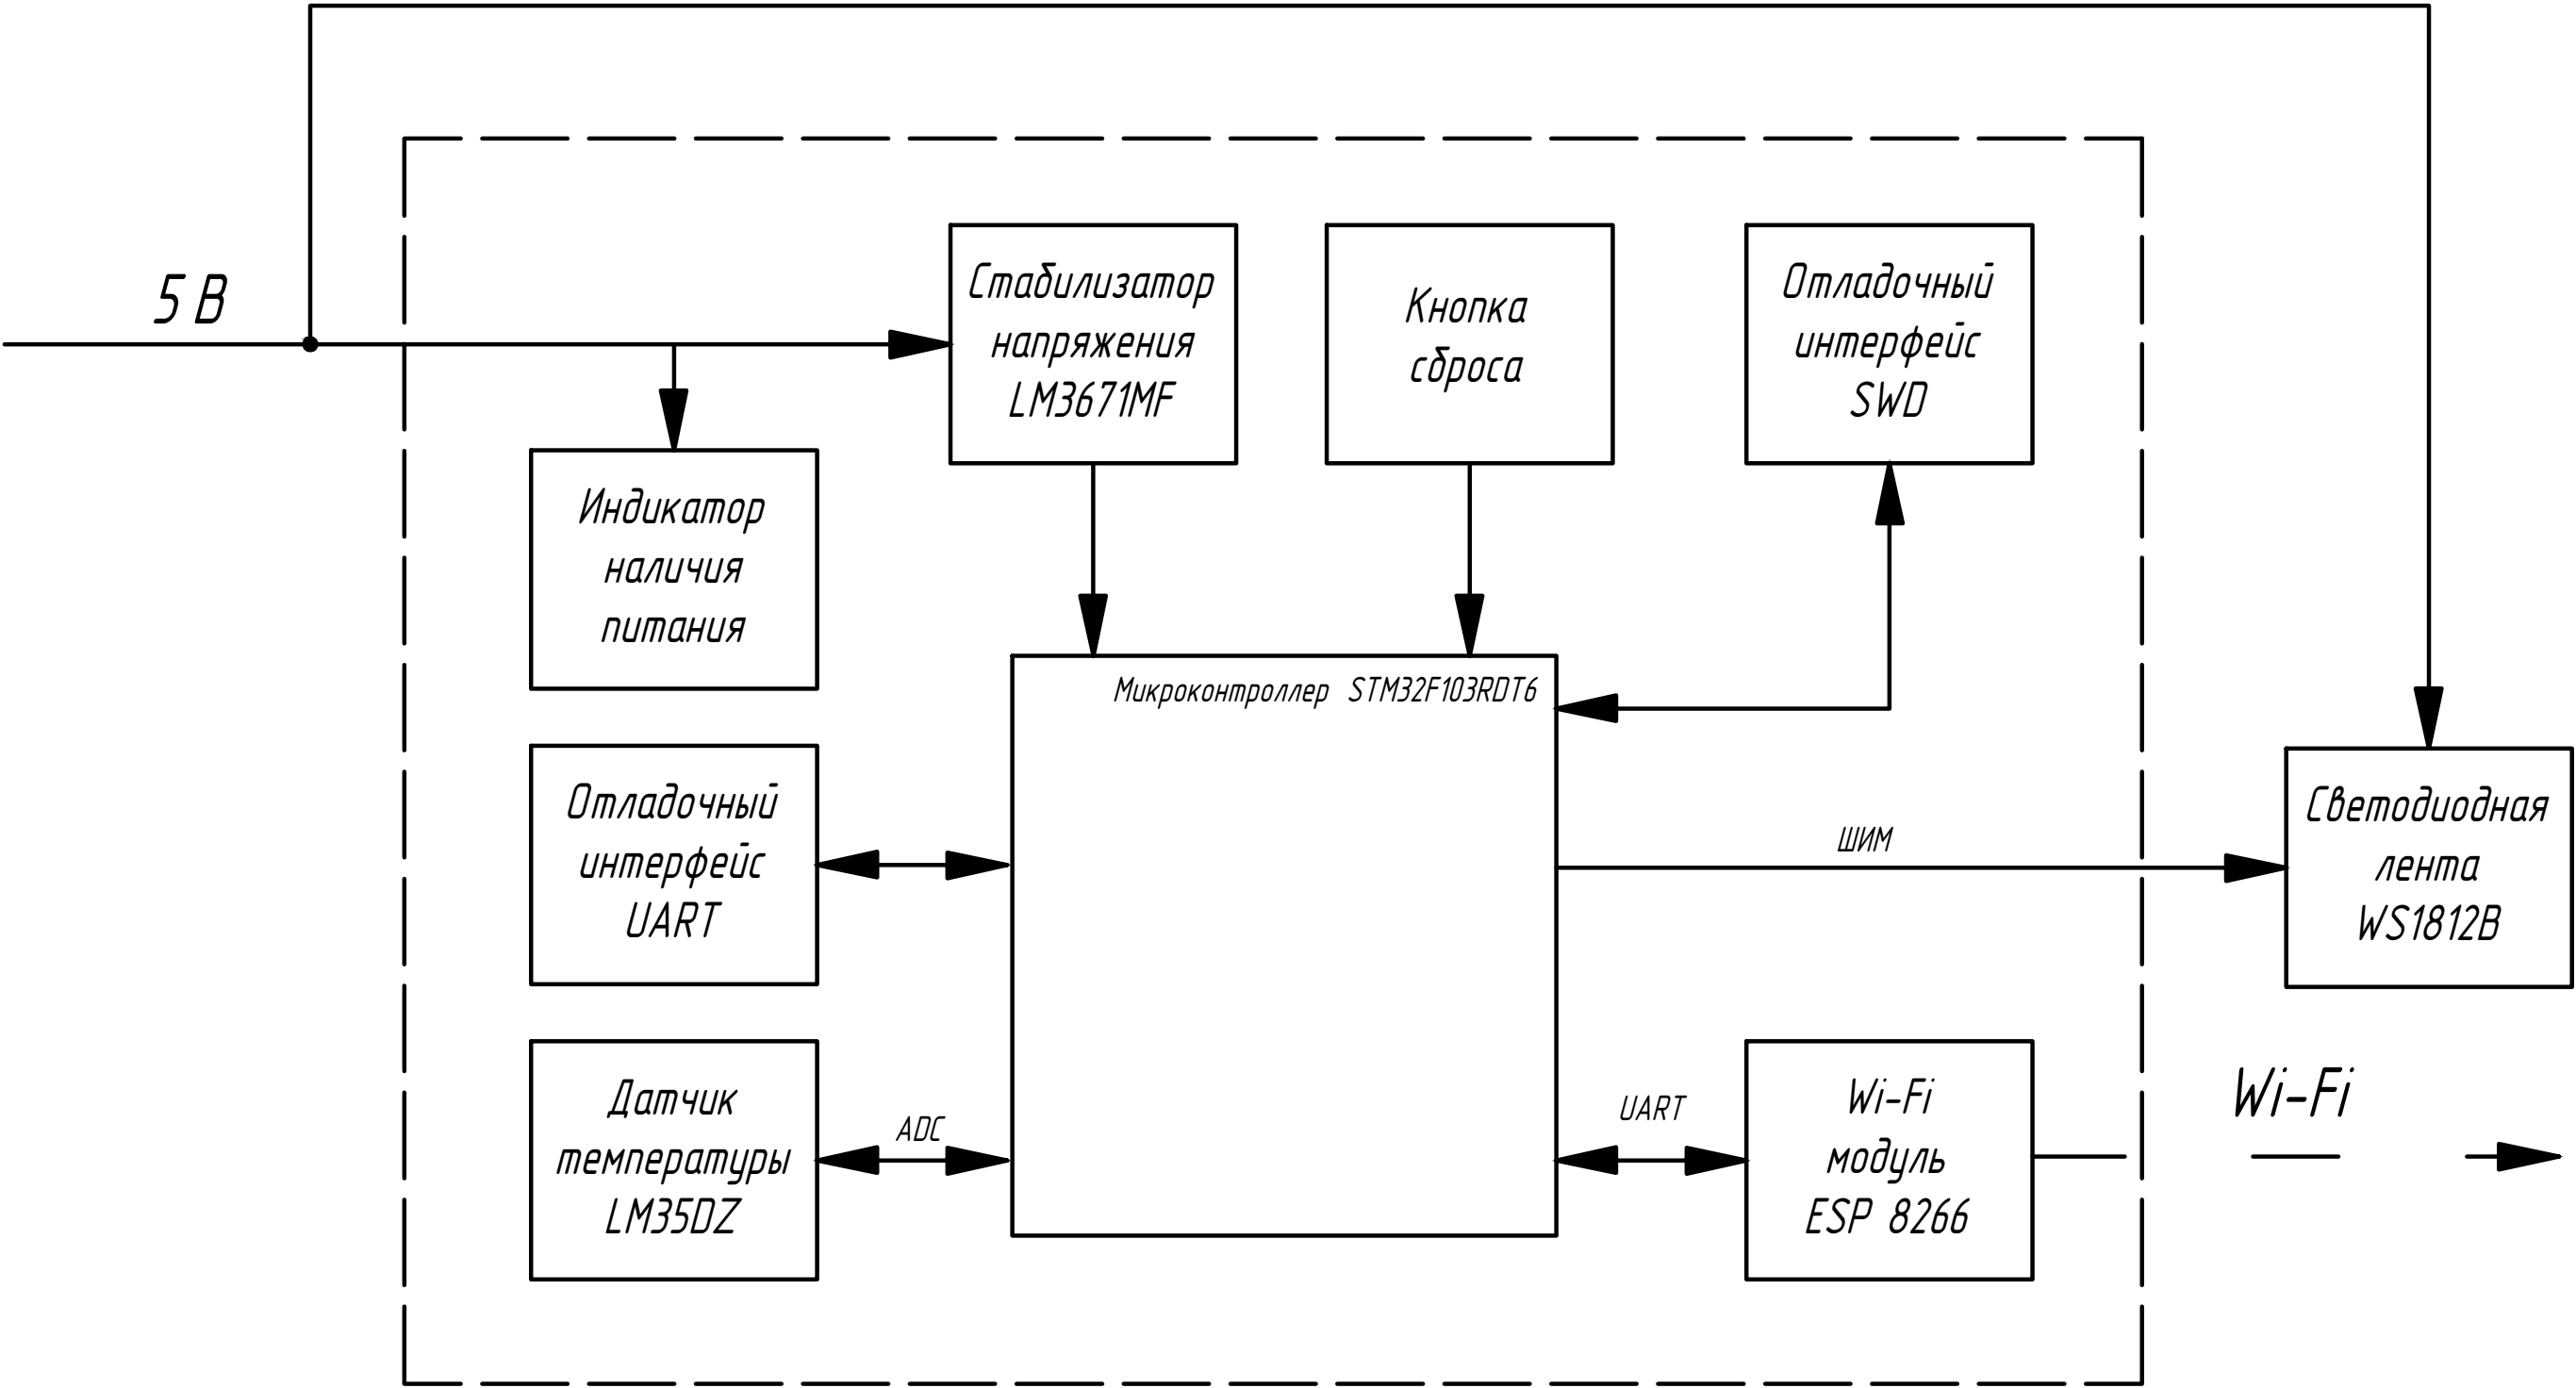 5 В
Стабилизатор
напряжения
LM3671MF
Кнопка
сброса
Отладочный
интерфейс
SWD
Индикатор
наличия
питания
Микроконтроллер STM32F103RDT6
Отладочный
интерфейс
UART
ШИМ
Светодиодная
лента
WS1812B
Датчик
температуры
LM35DZ
ADC
UART
Wi-Fi
модуль
ESP 8266
Wi-Fi